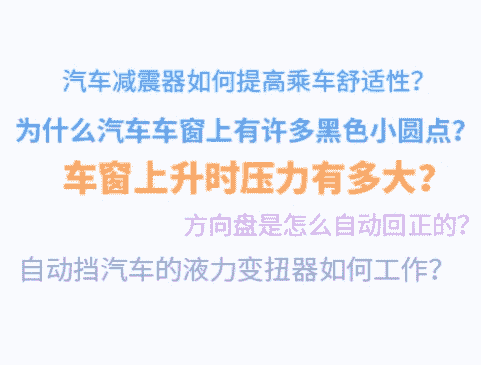 汽车减震器如何提高乘车舒适性？
为什么汽车车窗上有许多黑色小圆点？
车窗上升时压力有多大？
方向盘是怎么自动回正的？
自动挡汽车的液力变扭器如何工作？